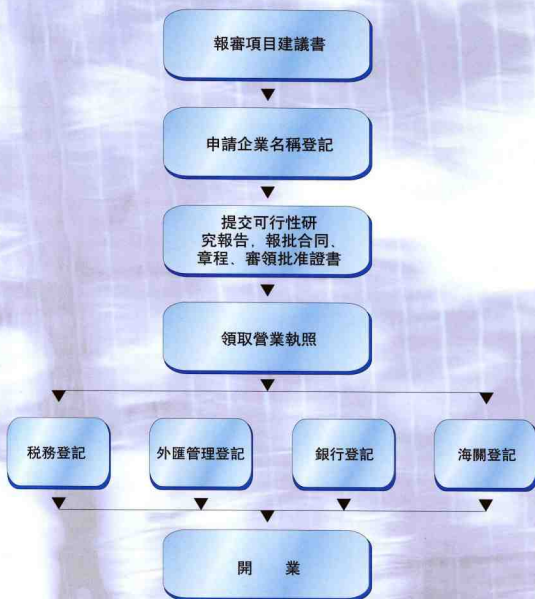 報審項目建議書
申請企業名稱登記
提交可行性研
究報告，報批合同、
章程、審領批准證書
領取營業執照
税務登記
外匯管理登記
銀行登記
海關登記
開 業